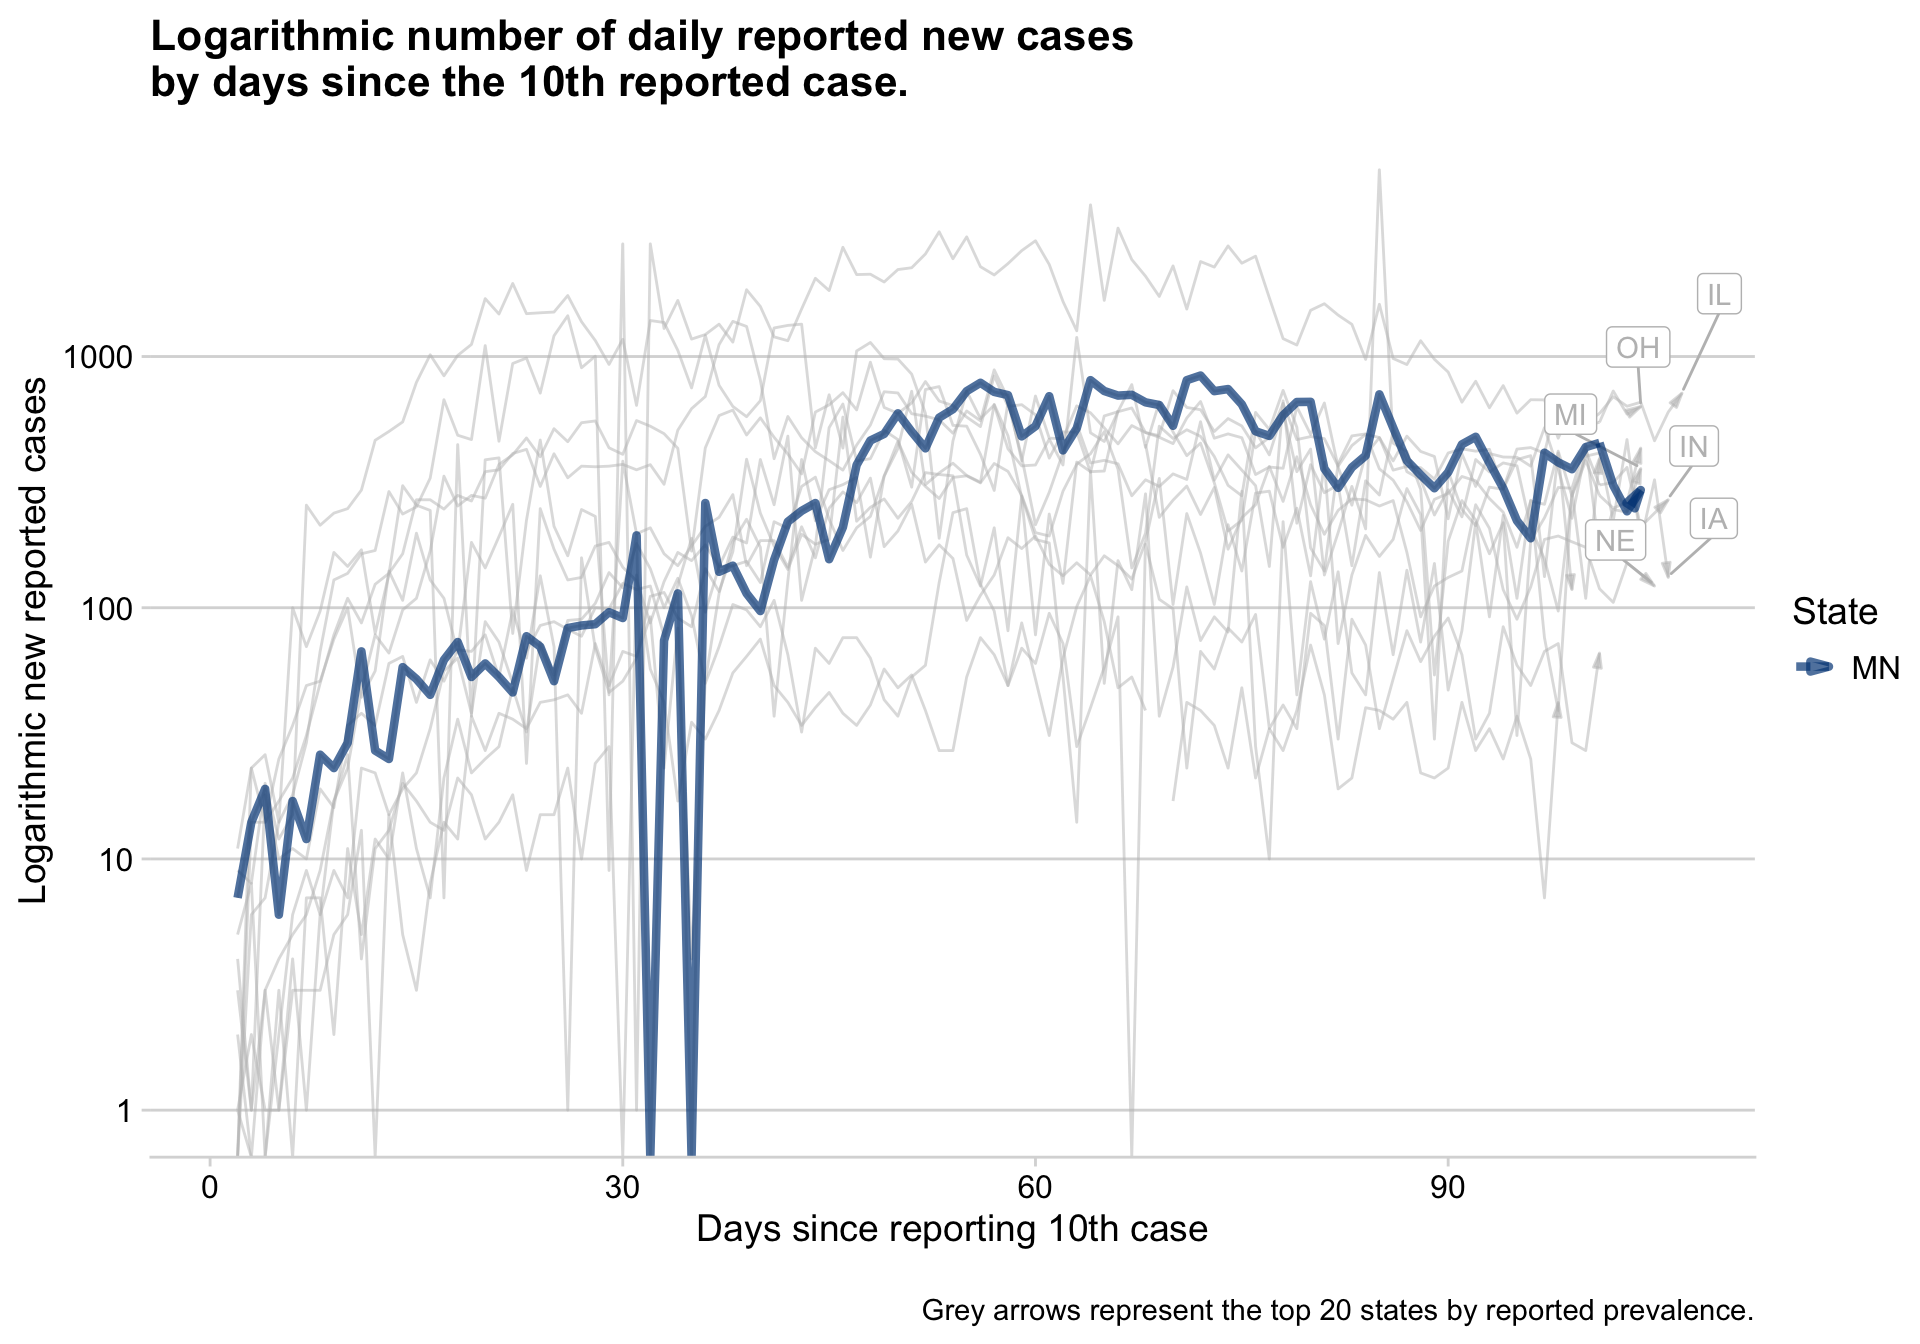 Logarithmic number of daily reported new cases
by days since the 10th reported case.
Logarithmic new reported cases
1000
100
10
1
IL
OH
MI
IN
IA
NE
State
MN
0
30
60
90
Days since reporting 10th case
Grey arrows represent the top 20 states by reported prevalence.